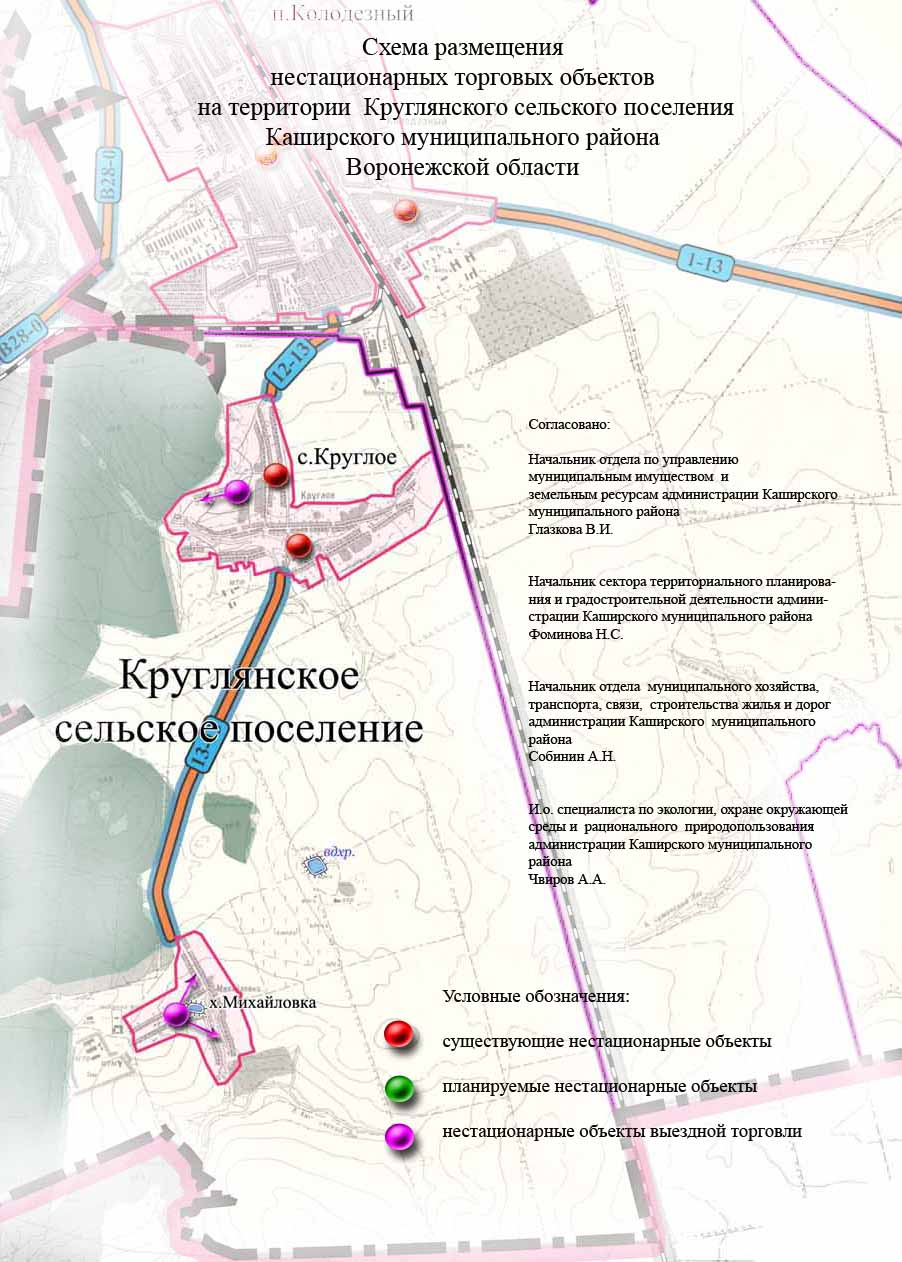 п.Колодезный
Схема размещения
нестационарных торговых объектов
на территории Круглянского сельского поселения
Каширского муниципального района
Воронежской области
В28-0
1-13
В28-0
12-13
с.Круглое
Круглое
Согласовано:
Начальник отдела по управлению
муниципальным имуществом и
земельным ресурсам администрации Каширского
муниципального района
Глазкова В.И.
Начальник сектора территориального планирова-
ния и градостроительной деятельности админи-
страции Каширского муниципального района
Фоминова Н.С.
Начальник отдела муниципального хозяйства,
транспорта, связи, строительства жилья и дорог
администрации Каширского муниципального
района
Собинин А.Н.
И.о. специалиста по экологии, охране окружающей
среды и рационального природопользования
администрации Каширского муниципального
района
Чвиров А.А.
Круглянское
сельское поселение
13-
вдхр.
Михайловка
х.Михайловка
Условные обозначения:
существующие нестационарные объекты
планируемые нестационарные объекты
нестационарные объекты выездной торговли